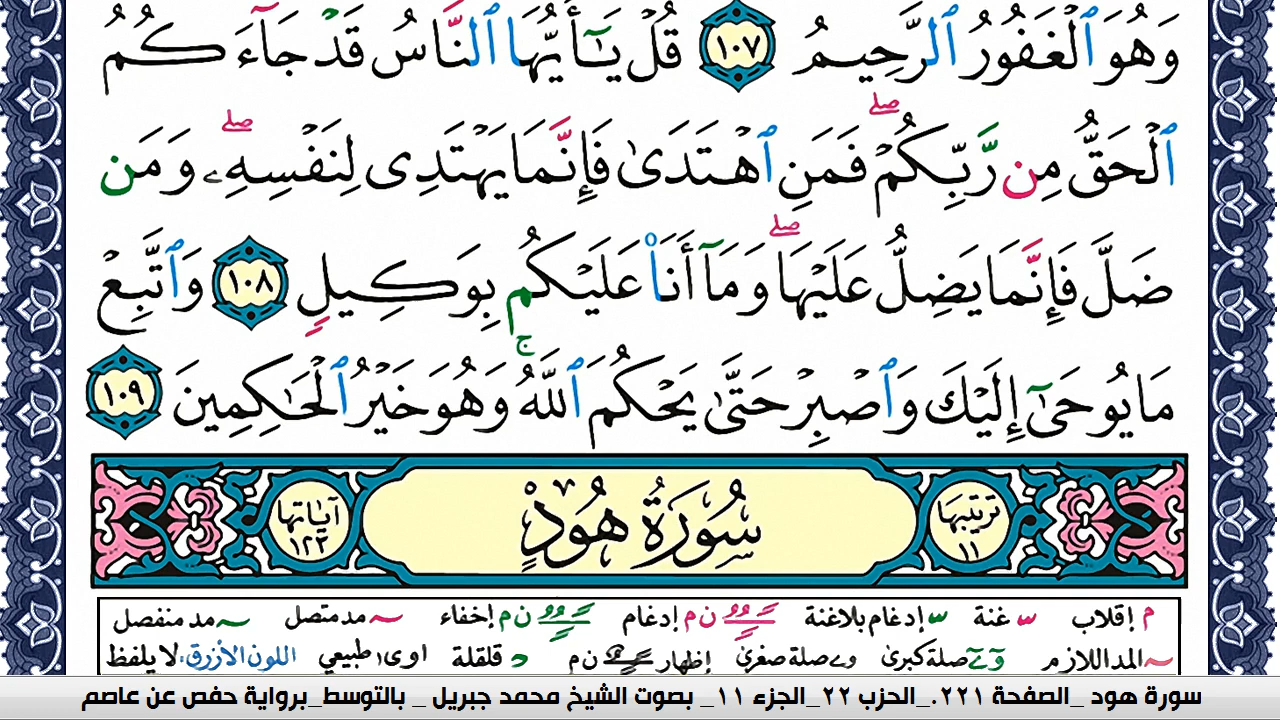 وَهُوَ ٱلْغَفُورُ ٱلرَّحِيمُ ١٠٧ قُلْ يَـٰٓأَيُّهَا ٱلنَّاسُ قَدْ جَآءَكُمُ
ٱلْحَقُّ مِن رَّبِّكُمْ ۖ فَمَنِ ٱهْتَدَىٰ فَإِنَّمَا يَهْتَدِى لِنَفْسِهِۦ ۖ وَمَن
ضَلَّ فَإِنَّمَا يَضِلُّ عَلَيْهَا ۖ وَمَآ أَنَا۠ عَلَيْكُم بِوَكِيلٍ ١٠٨ وَٱتَّبِعْ
مَا يُوحَىٰٓ إِلَيْكَ وَٱصْبِرْ حَتَّىٰ يَحْكُمَ ٱللَّهُ ۚ وَهُوَ خَيْرُ ٱلْحَـٰكِمِينَ ١٠٩
ترتيبها ١١ سُورَةُ هُودٍ آياتها ١٢٣
م إقلاب س غنة س إدغام بلاغنة ن م إدغام ن م إخفاء مد متصل مد منفصل
المد اللازم صلة كبرى صلة صغرى إظهار ن م د قلقلة اوى طبيعي اللون الأزرق: لا يلفظ
سورة هود _الصفحة ٢٢١._الحزب ٢٢_الجزء ١١_ بصوت الشيخ محمد جبريل _ بالتوسط_برواية حفص عن عاصم